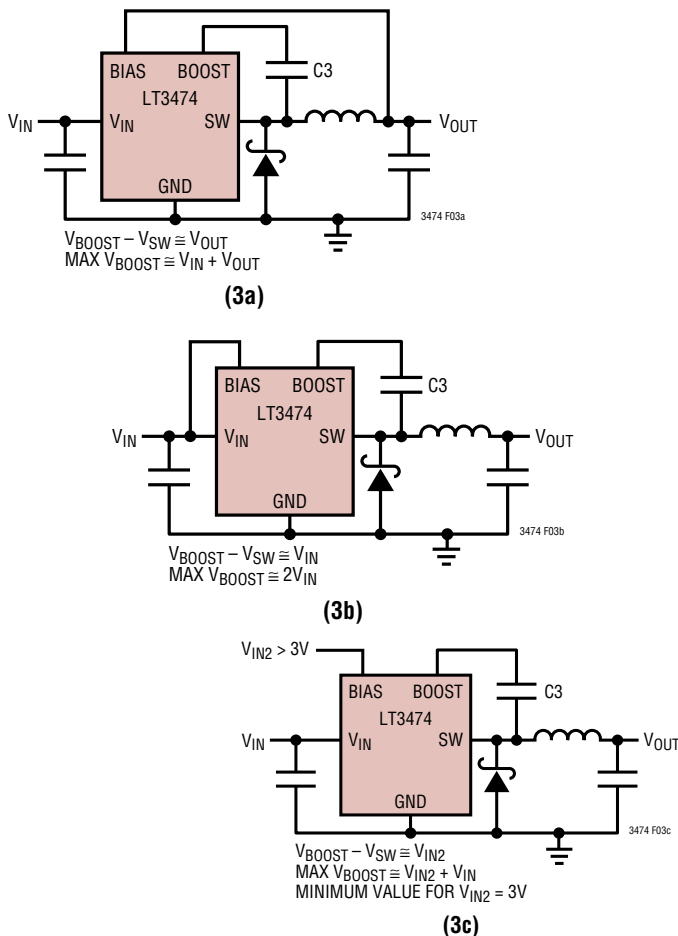 BIAS BOOST
C3
LT3474
VIN VIN SW VOUT
GND
3474 F03a
VBOOST – VSW ≅ VOUT
MAX VBOOST ≅ VIN + VOUT
(3a)
BIAS BOOST
C3
LT3474
VIN VIN SW VOUT
GND
3474 F03b
VBOOST – VSW ≅ VIN
MAX VBOOST ≅ 2VIN
(3b)
VIN2 > 3V
BIAS BOOST
C3
LT3474
VIN VIN SW VOUT
GND
3474 F03c
VBOOST – VSW ≅ VIN2
MAX VBOOST ≅ VIN2 + VIN
MINIMUM VALUE FOR VIN2 = 3V
(3c)